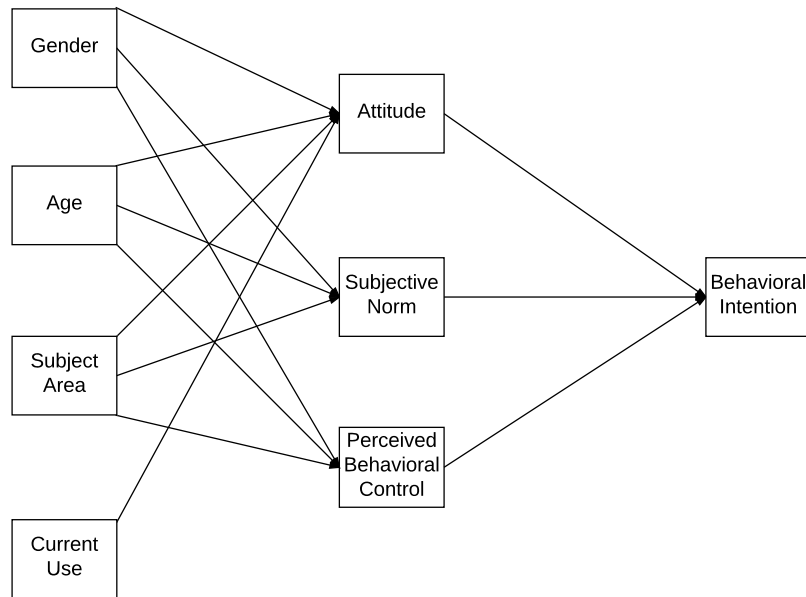 Gender
Age
Subject
Area
Current
Use
Attitude
Subjective
Norm
Perceived
Behavioral
Control
Behavioral
Intention